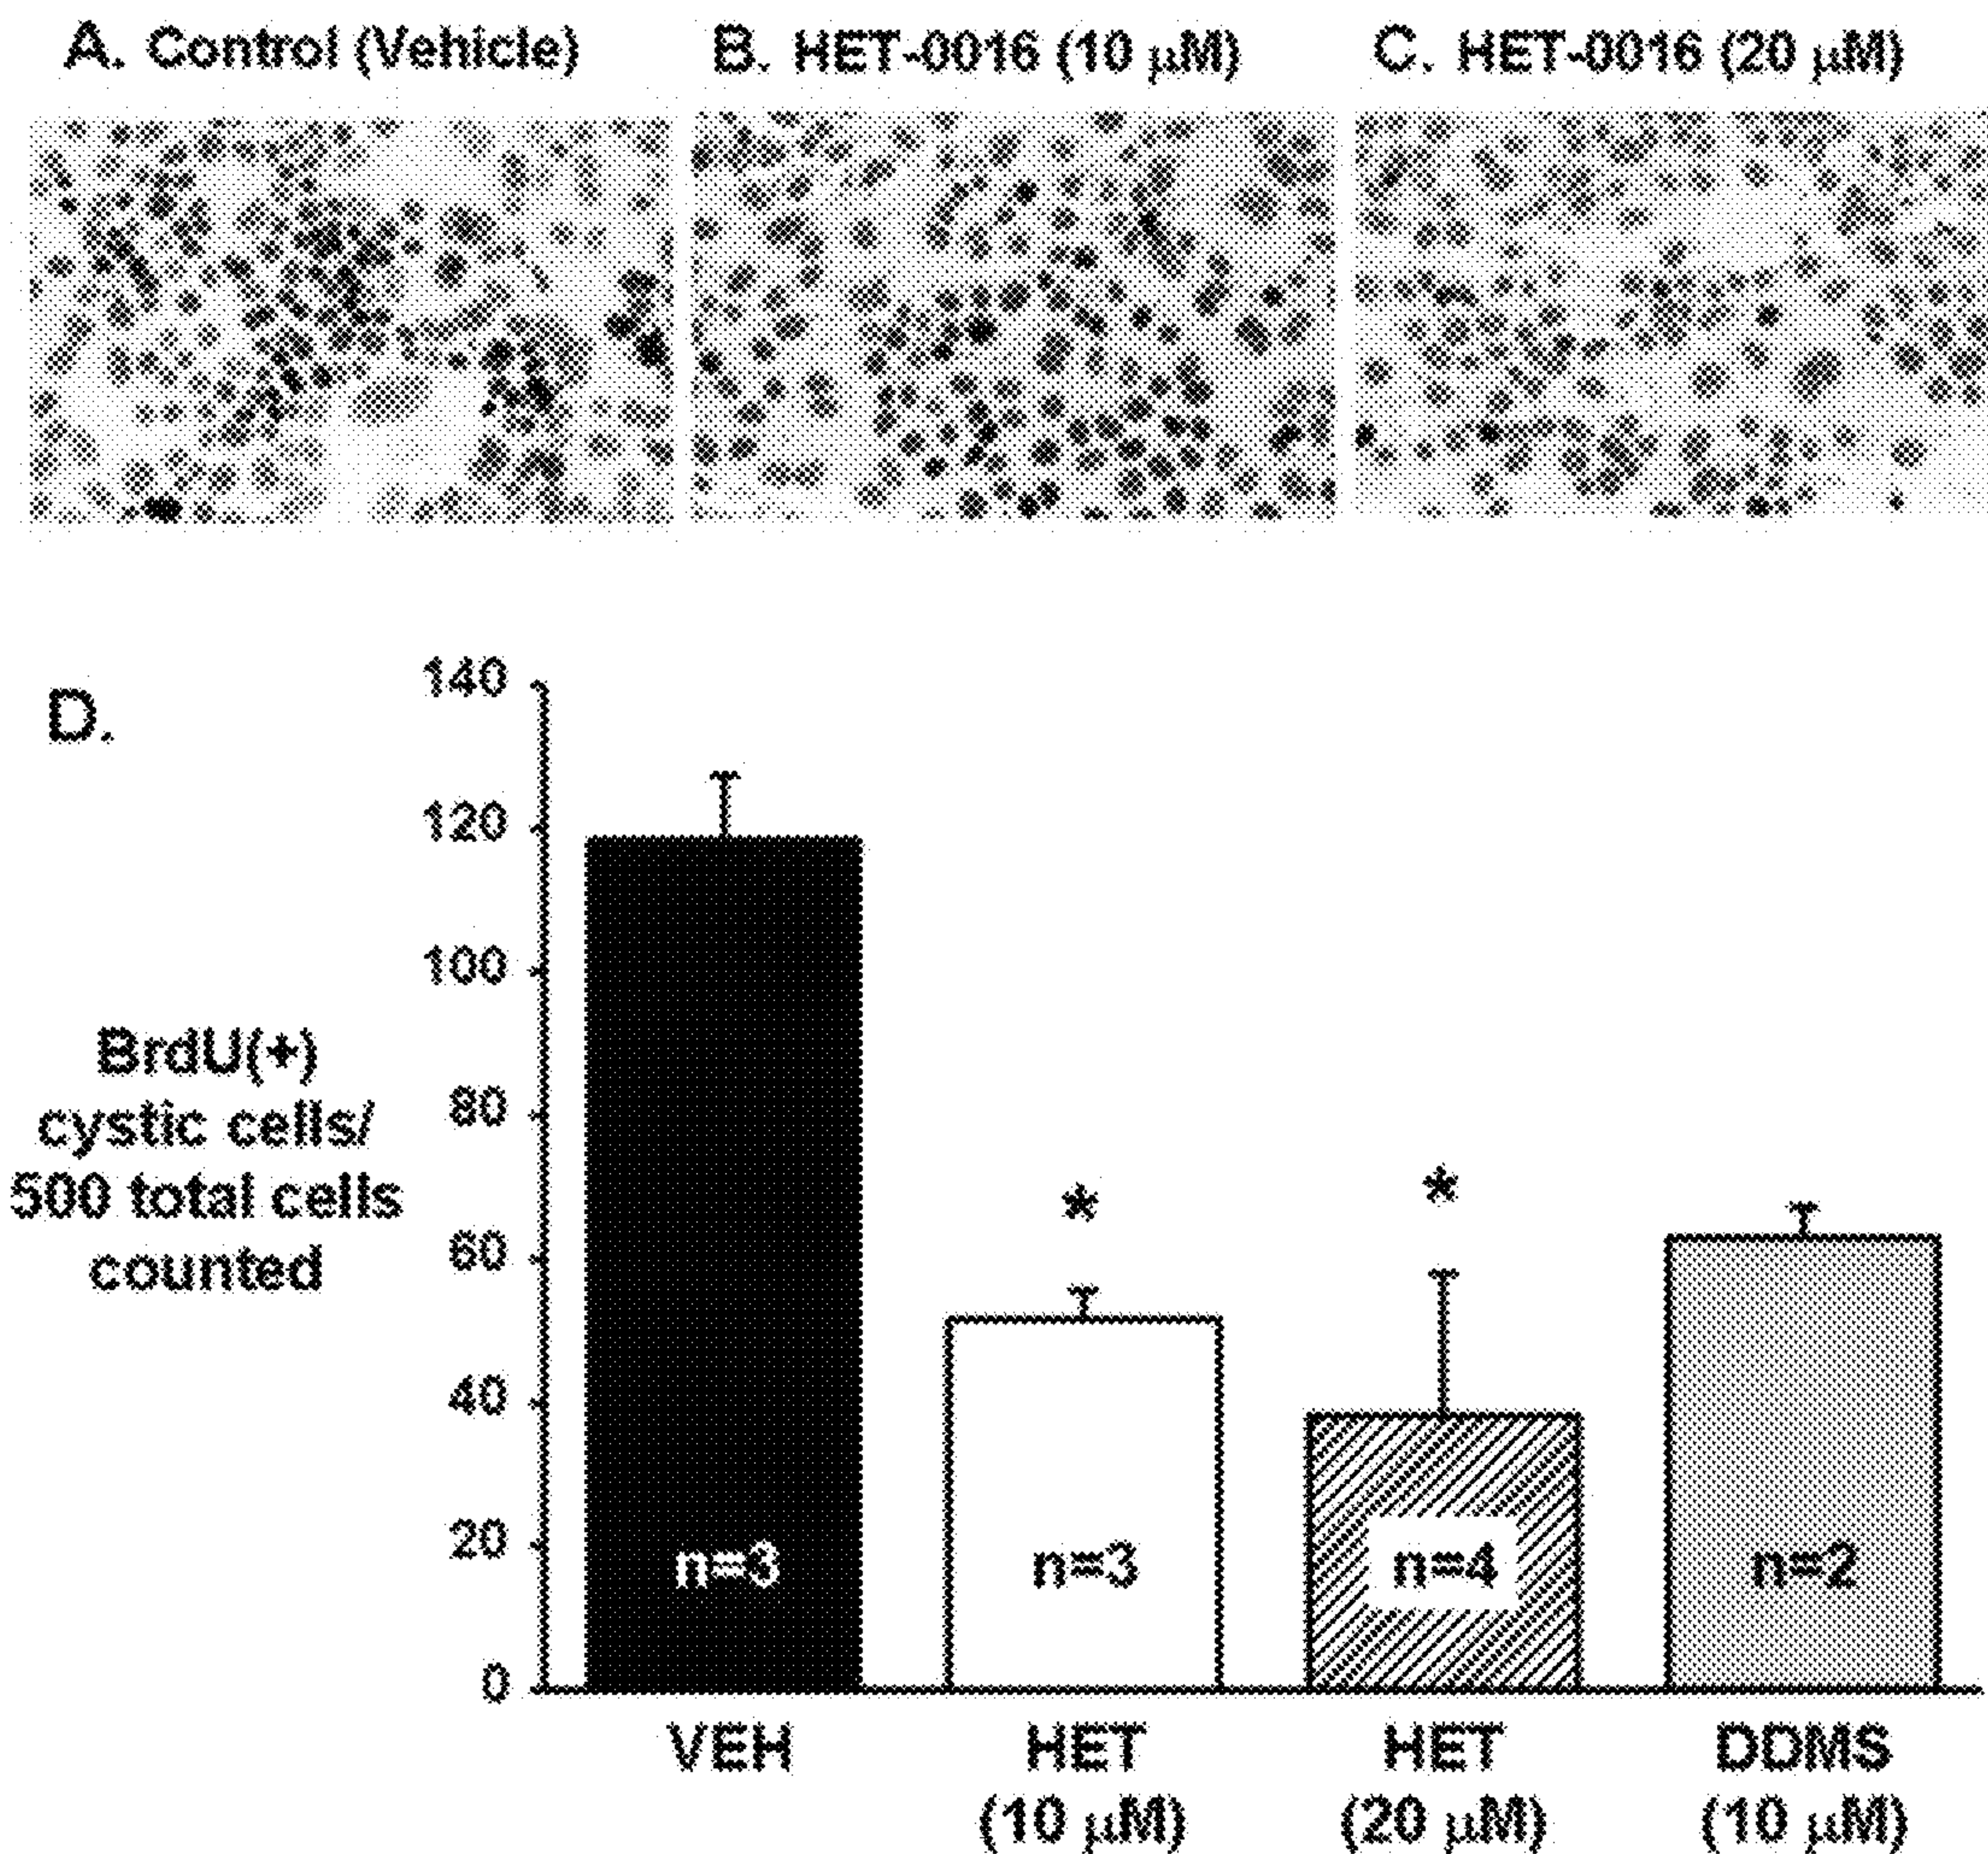 A. Control (Vehicle)
B. HET-0016 (10 μM)
C. HET-0016 (20 μM)
D.
140
120
100
80
60
40
20
0
BrdU(+)
cystic cells/
500 total cells
counted
*
*
n=3
n=3
n=4
n=2
VEH
HET
(10 μM)
HET
(20 μM)
DDMS
(10 μM)